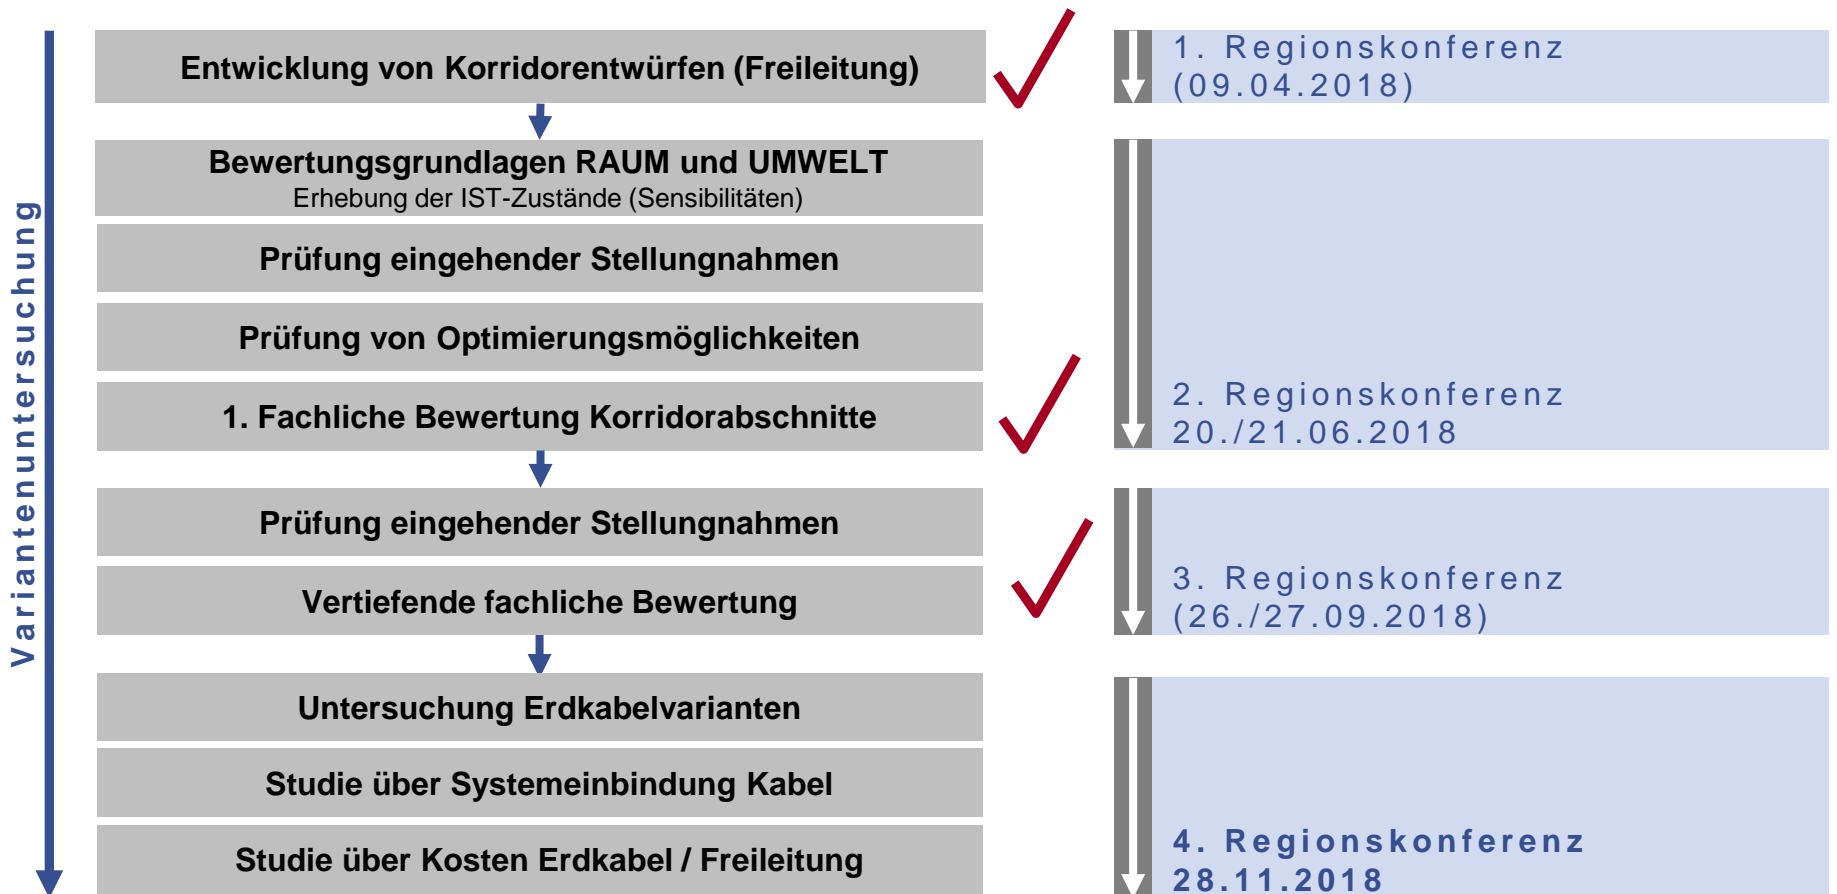 Variantenuntersuchung
Entwicklung von Korridorentwürfen (Freileitung)
1. Regionskonferenz
(09.04.2018)
Bewertungsgrundlagen RAUM und UMWELT
Erhebung der IST-Zustände (Sensibilitäten)
Prüfung eingehender Stellungnahmen
Prüfung von Optimierungsmöglichkeiten
1. Fachliche Bewertung Korridorabschnitte
2. Regionskonferenz
20./21.06.2018
Prüfung eingehender Stellungnahmen
Vertiefende fachliche Bewertung
3. Regionskonferenz
(26./27.09.2018)
Untersuchung Erdkabelvarianten
Studie über Systemeinbindung Kabel
Studie über Kosten Erdkabel / Freileitung
4. Regionskonferenz
28.11.2018